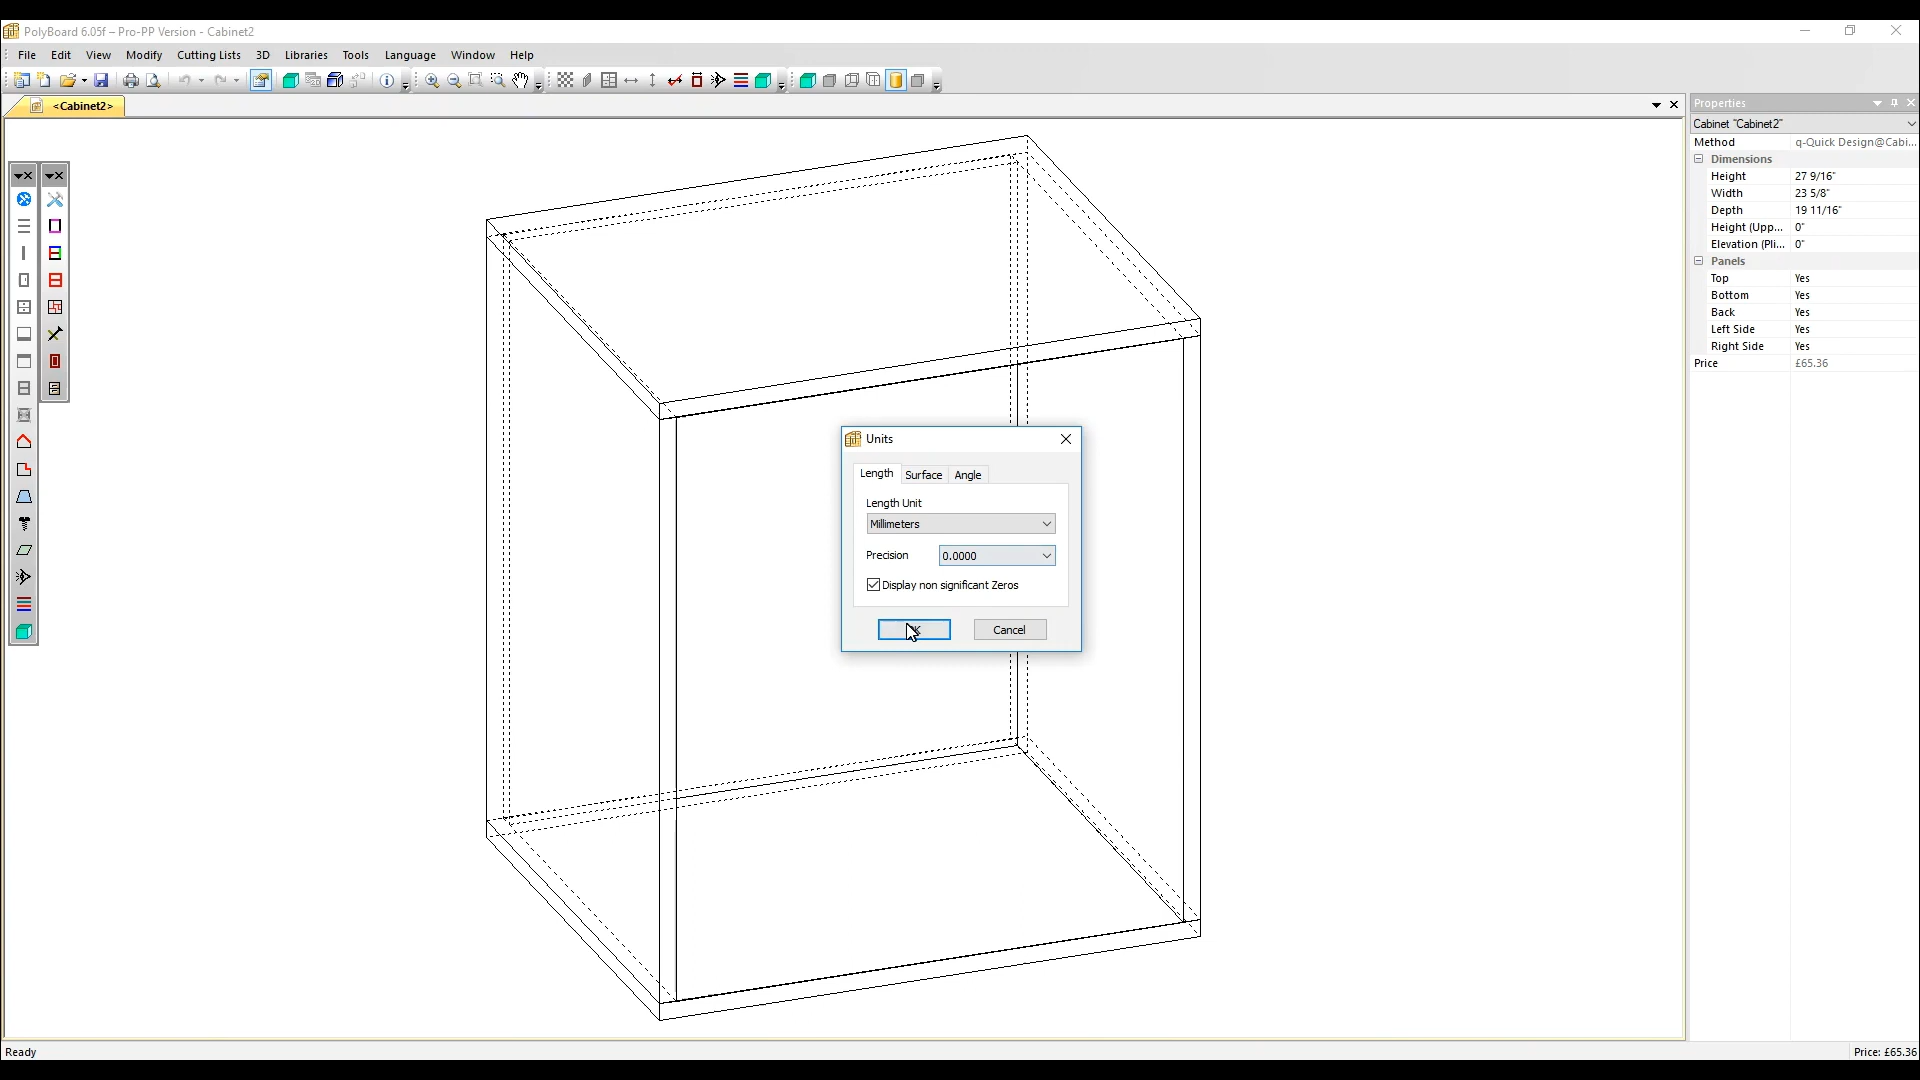 PolyBoard 6.05f – Pro-PP Version - Cabinet2
File Edit View Modify Cutting Lists 3D Libraries Tools Language Window Help
<Cabinet2>
Properties
Cabinet "Cabinet2"
Method q-Quick Design@Cabi...
Dimensions
Height 27 9/16"
Width 23 5/8"
Depth 19 11/16"
Height (Upp... 0"
Elevation (Pli... 0"
Panels
Top Yes
Bottom Yes
Back Yes
Left Side Yes
Right Side Yes
Price £65.36
Units
Length Surface Angle
Length Unit
Millimeters
Precision 0.0000
Display non significant Zeros
Cancel
Ready
Price: £65.36